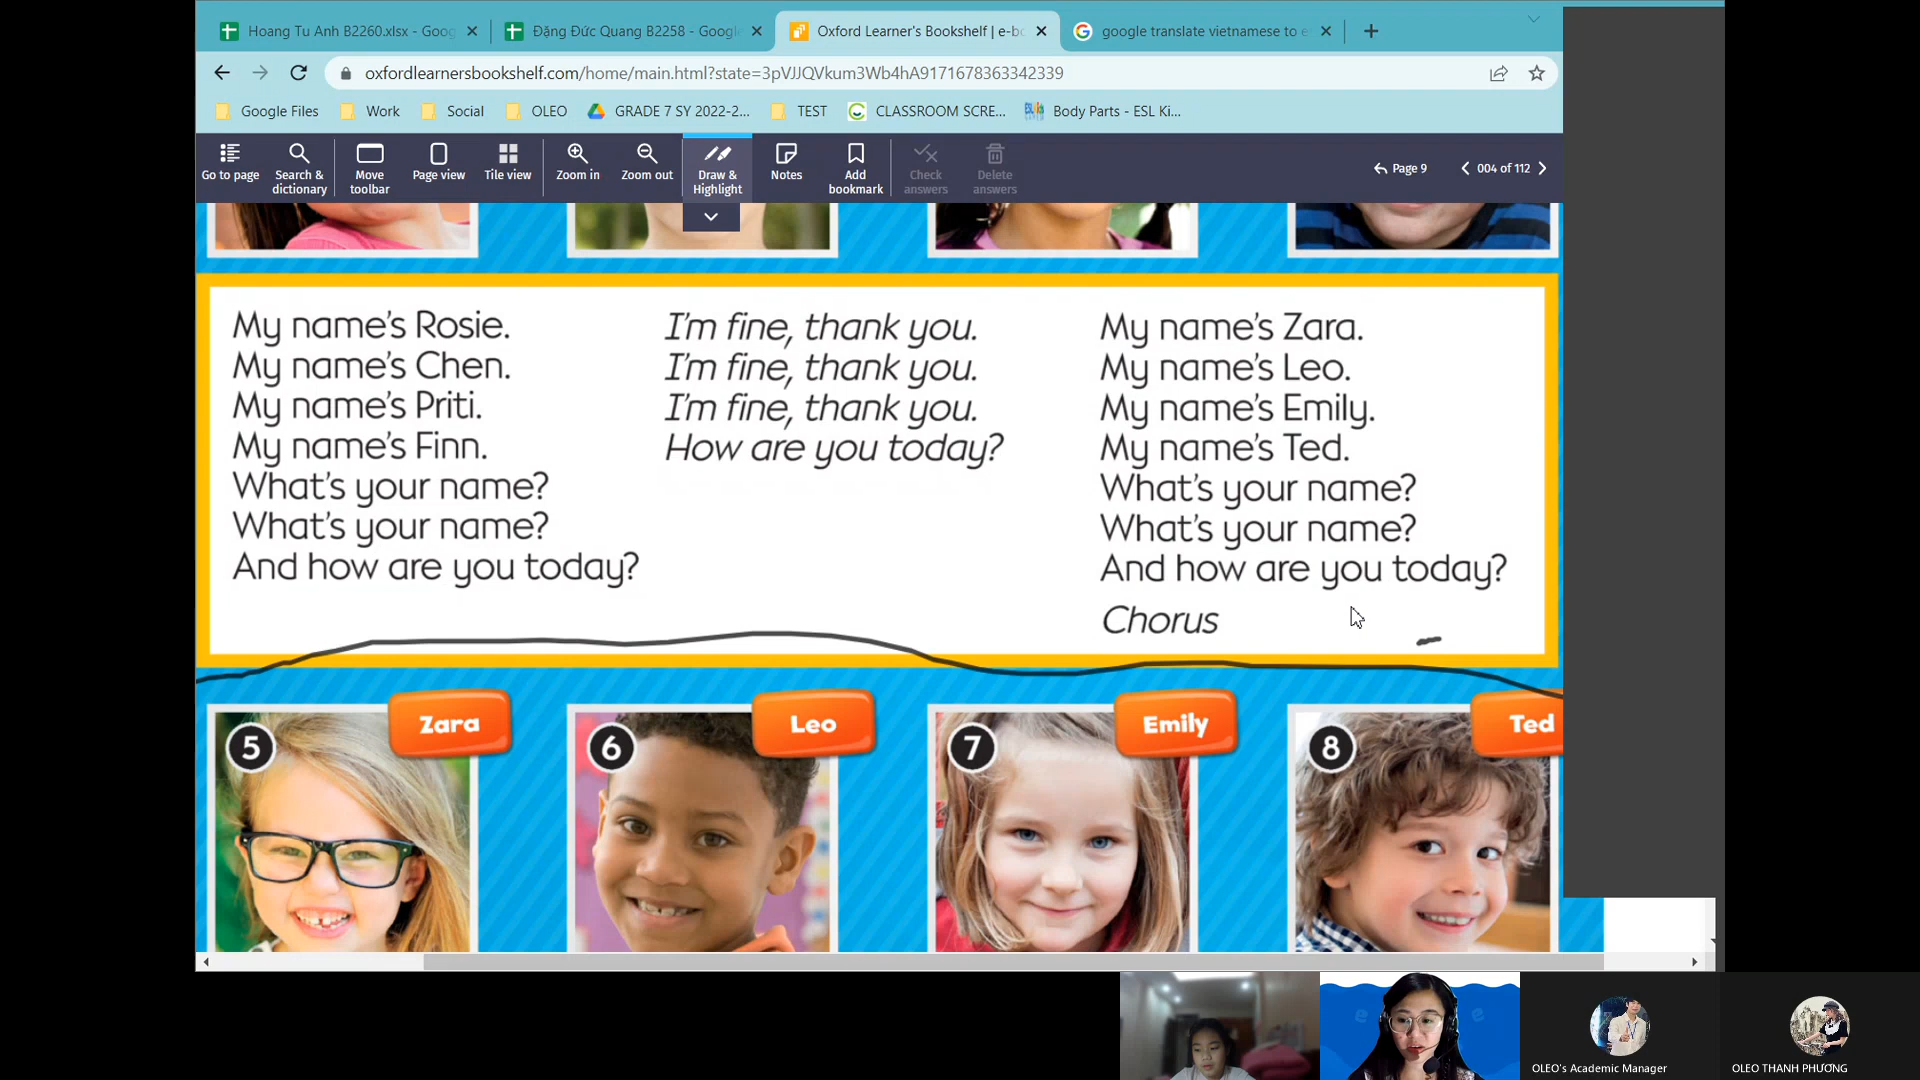 Hoang Tu Anh B2260.xlsx - Goog
Đặng Đức Quang B2258 - Googl
Oxford Learner's Bookshelf | e-bo
google translate vietnamese to e
oxfordlearnersbookshelf.com/home/main.html?state=3pVJJQVkum3Wb4hA9171678363342339
Google Files
Work
Social
OLEO
GRADE 7 SY 2022-2...
TEST
CLASSROOM SCRE...
Body Parts - ESL Ki...
Go to page
Search & dictionary
Move toolbar
Page view
Tile view
Zoom in
Zoom out
Draw & Highlight
Notes
Add bookmark
Check answers
Delete answers
Page 9
004 of 112
My name's Rosie.
My name's Chen.
My name's Priti.
My name's Finn.
What's your name?
What's your name?
And how are you today?
I'm fine, thank you.
I'm fine, thank you.
I'm fine, thank you.
How are you today?
My name's Zara.
My name's Leo.
My name's Emily.
My name's Ted.
What's your name?
What's your name?
And how are you today?
Chorus
5
Zara
6
Leo
7
Emily
8
Ted
OLEO's Academic Manager
OLEO THANH PHƯƠNG